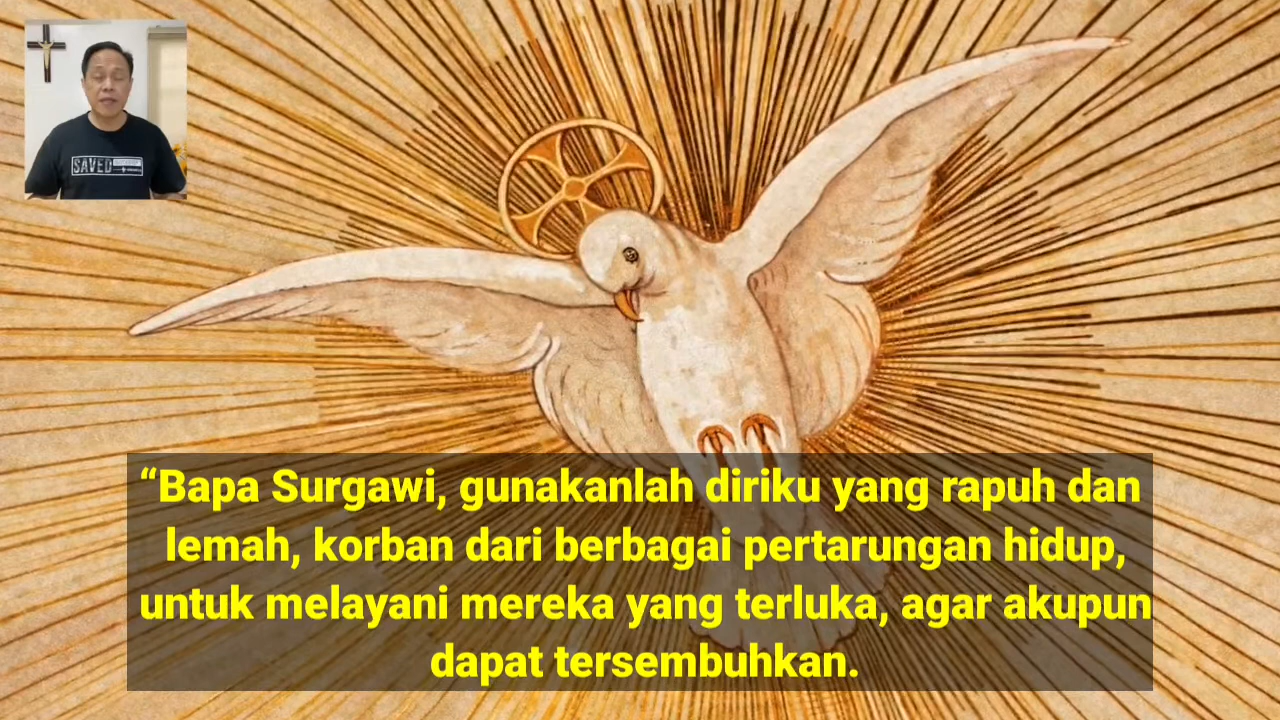 SAVED
“Bapa Surgawi, gunakanlah diriku yang rapuh dan
lemah, korban dari berbagai pertarungan hidup,
untuk melayani mereka yang terluka, agar akupun
dapat tersembuhkan.